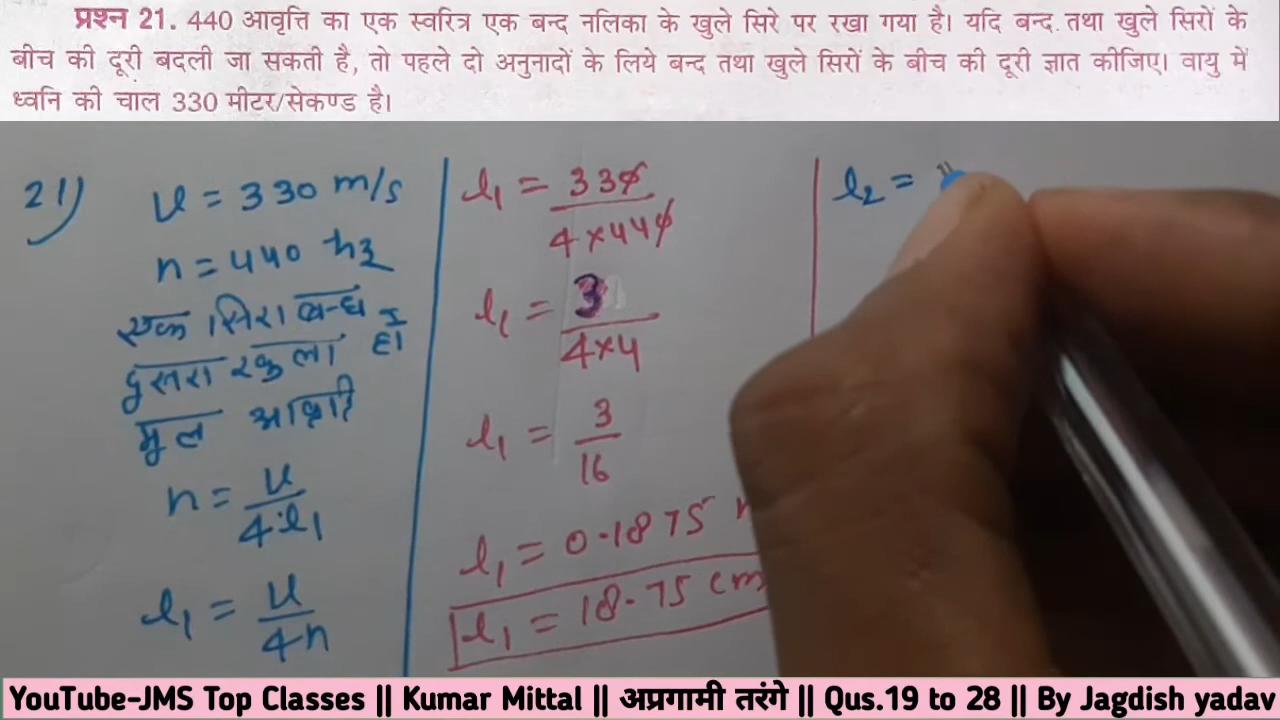 प्रश्न 21. 440 आवृत्ति का एक स्वरित्र एक बन्द नलिका के खुले सिरे पर रखा गया है। यदि बन्द तथा खुले सिरों के
बीच की दूरी बदली जा सकती है, तो पहले दो अनुनादों के लिये बन्द तथा खुले सिरों के बीच की दूरी ज्ञात कीजिए। वायु में
ध्वनि की चाल 330 मीटर/सेकण्ड है।
21)
v = 330 m/s
n = 440 hz
एक सिरा बन्ध
दुसरा खुला हो
मूल आवृत्ति
n = v/4l₁
l₁ = v/4n
l₁ = 330/4×440
l₁ = 3/4×4
l₁ = 3/16
l₁ = 0.1875
l₁ = 18.75 cm
l₂ =
YouTube-JMS Top Classes || Kumar Mittal || अप्रगामी तरंगे || Qus.19 to 28 || By Jagdish yadav